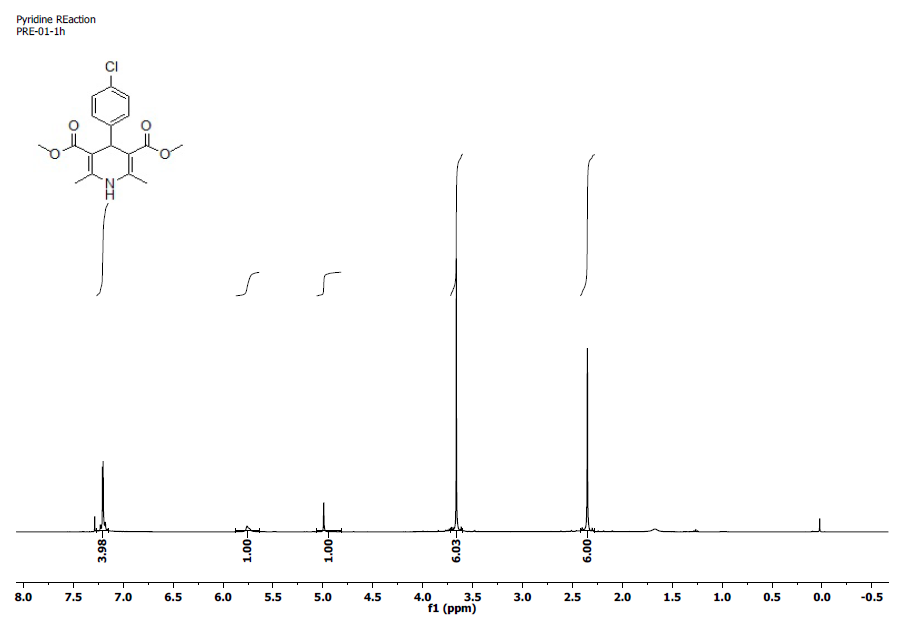 Pyridine REaction
PRE-01-1h
Cl
O O
O O
N
H
3.98 1.00 1.00 6.03 6.00
8.0 7.5 7.0 6.5 6.0 5.5 5.0 4.5 4.0 3.5 3.0 2.5 2.0 1.5 1.0 0.5 0.0 -0.5
f1 (ppm)